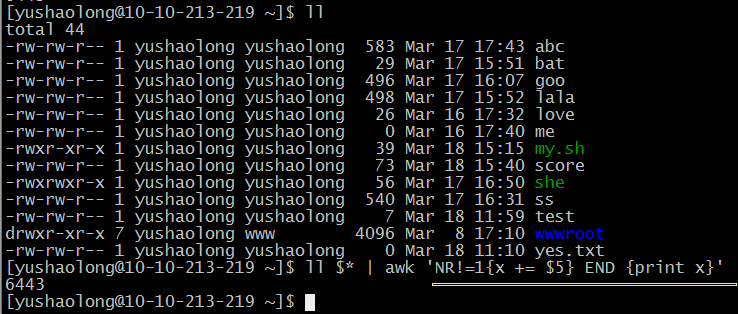 [yushaolong@10-10-213-219 ~]$ ll
total 44
-rw-rw-r-- 1 yushaolong yushaolong  583 Mar 17 17:43 abc
-rw-rw-r-- 1 yushaolong yushaolong   29 Mar 17 15:51 bat
-rw-rw-r-- 1 yushaolong yushaolong  496 Mar 17 16:07 goo
-rw-rw-r-- 1 yushaolong yushaolong  498 Mar 17 15:52 lala
-rw-rw-r-- 1 yushaolong yushaolong   26 Mar 16 17:32 love
-rw-rw-r-- 1 yushaolong yushaolong    0 Mar 16 17:40 me
-rwxr-xr-x 1 yushaolong yushaolong   39 Mar 18 15:15 my.sh
-rw-rw-r-- 1 yushaolong yushaolong   73 Mar 18 15:40 score
-rwxrwxr-x 1 yushaolong yushaolong   56 Mar 17 16:50 she
-rw-rw-r-- 1 yushaolong yushaolong  540 Mar 17 16:31 ss
-rw-rw-r-- 1 yushaolong yushaolong    7 Mar 18 11:59 test
drwxr-xr-x 7 yushaolong www        4096 Mar  8 17:10 wwwroot
-rw-rw-r-- 1 yushaolong yushaolong    0 Mar 18 11:10 yes.txt
[yushaolong@10-10-213-219 ~]$ ll $* | awk 'NR!=1{x += $5} END {print x}'
6443
[yushaolong@10-10-213-219 ~]$